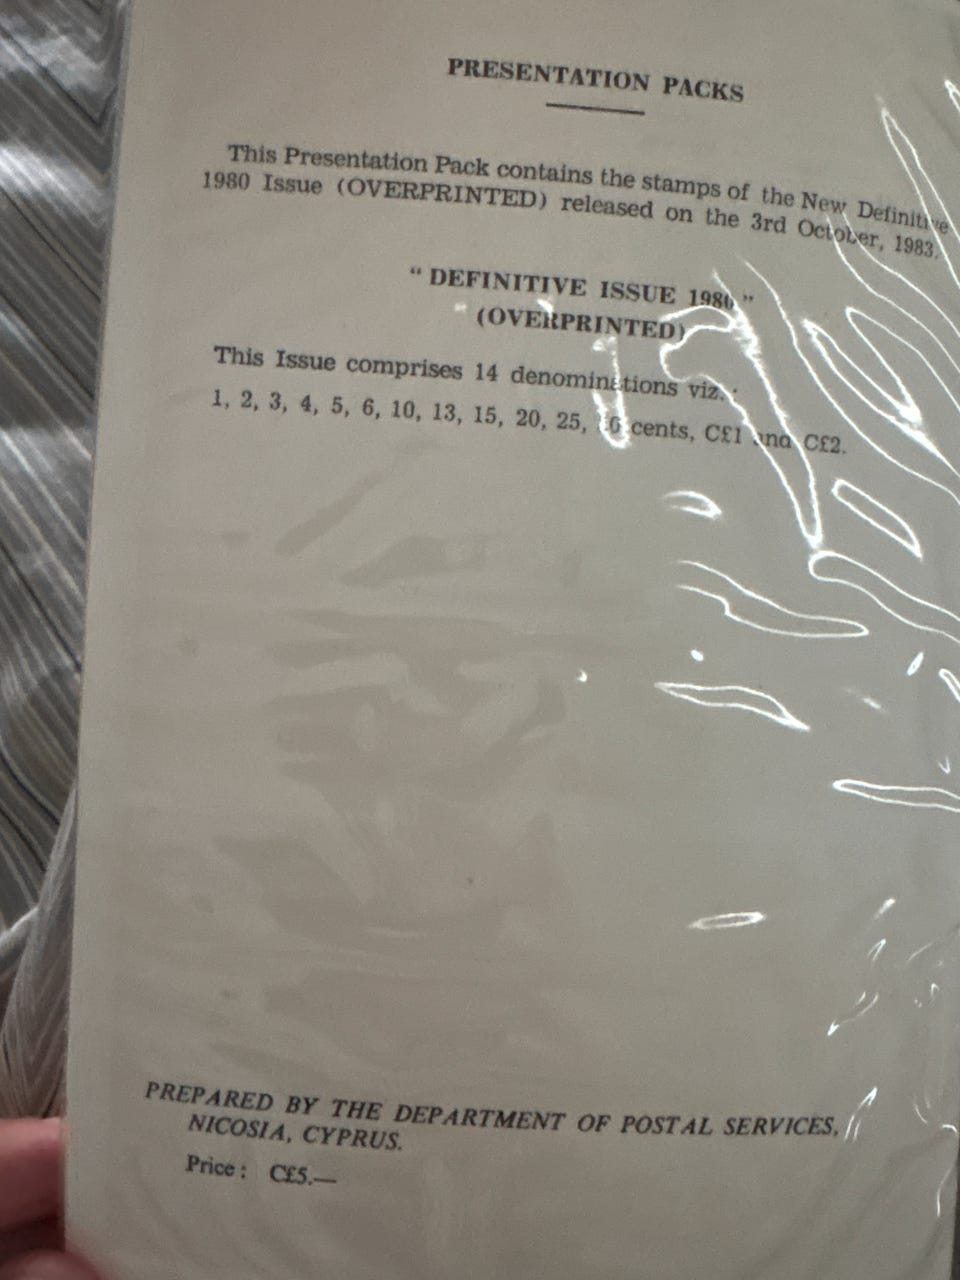 PRESENTATION PACKS
This Presentation Pack contains the stamps of the New Definitive
1980 Issue (OVERPRINTED) released on the 3rd October, 1983.
“ DEFINITIVE ISSUE 1980 ”
(OVERPRINTED)
This Issue comprises 14 denominations viz. :
1, 2, 3, 4, 5, 6, 10, 13, 15, 20, 25, cents, C£1 and C£2.
PREPARED BY THE DEPARTMENT OF POSTAL SERVICES,
NICOSIA, CYPRUS.
Price : C£5.—